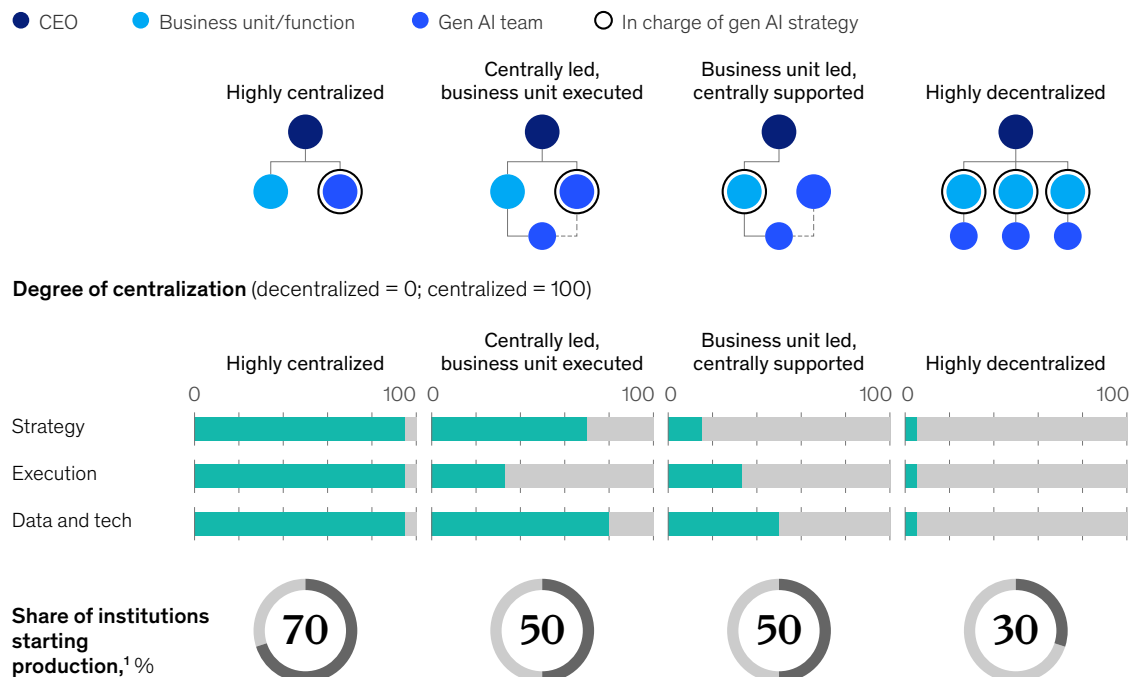 CEO
Business unit/function
Gen AI team
In charge of gen AI strategy
Highly centralized
Centrally led,
business unit executed
Business unit led,
centrally supported
Highly decentralized
Degree of centralization (decentralized = 0; centralized = 100)
Highly centralized
Centrally led,
business unit executed
Business unit led,
centrally supported
Highly decentralized
0 100 0 100 0 100 0 100
Strategy
Execution
Data and tech
Share of institutions
starting
production,¹ %
70 50 50 30